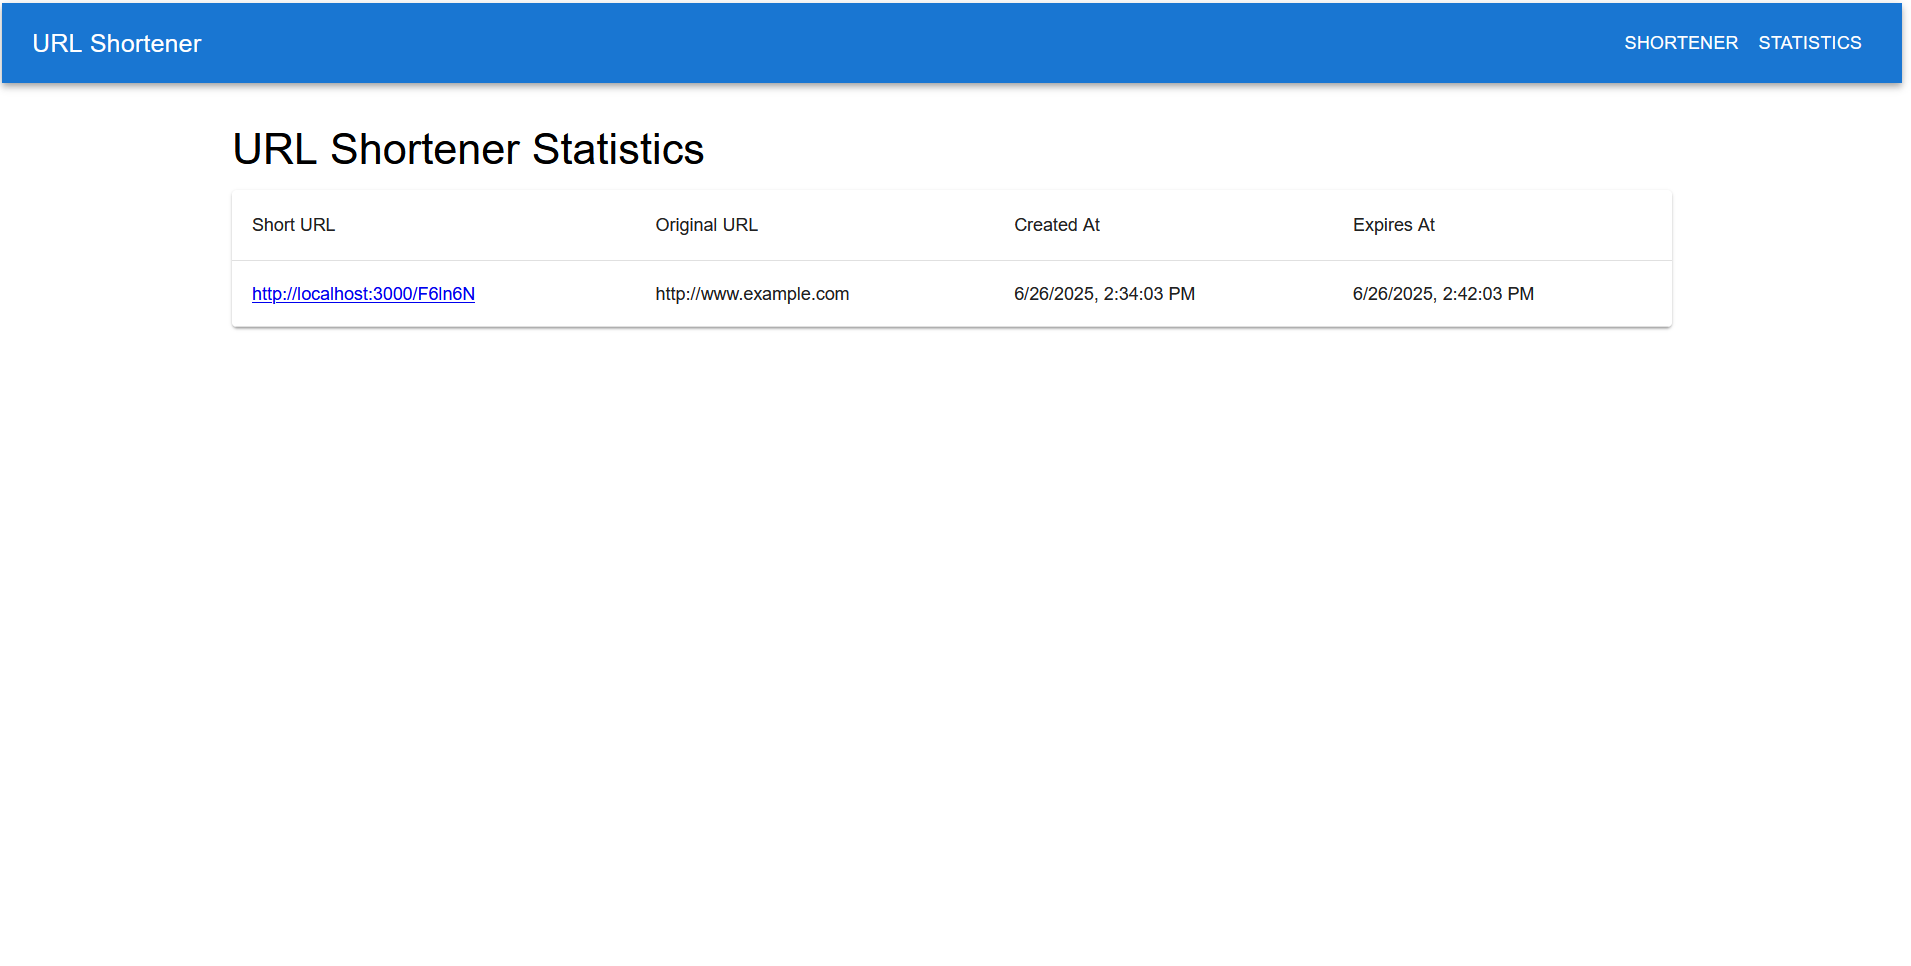 URL Shortener SHORTENER STATISTICS
URL Shortener Statistics
Short URL Original URL Created At Expires At
http://localhost:3000/F6ln6N http://www.example.com 6/26/2025, 2:34:03 PM 6/26/2025, 2:42:03 PM